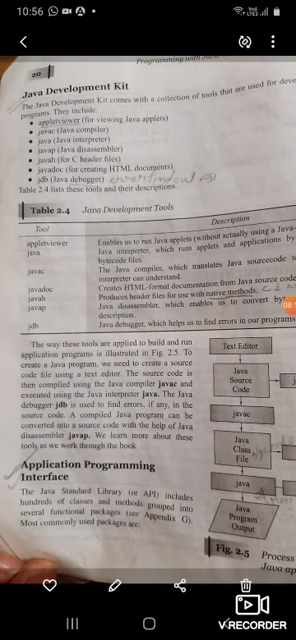 10:56
Programming with
20
Java Development Kit
The Java Development Kit comes with a collection of tools that are used for
programs. They include:
• appletviewer (for viewing Java applets)
• javac (Java compiler)
• java (Java interpreter)
• javap (Java disassembler)
• javah (for C header files)
• javadoc (for creating HTML documents)
• jdb (Java debugger)
Table 2.4 lists these tools and their descriptions.
Table 2.4 Java Development Tools
Tool Description
appletviewer Enables us to run Java applets (without actually using a Java-
java Java interpreter, which runs applets and applications by
bytecode files.
javac The Java compiler, which translates Java sourcecode to
interpreter can understand.
javadoc Creates HTML-format documentation from Java source code
javah Produces header files for use with native methods.
javap Java disassembler, which enables us to convert
description.
jdb Java debugger, which helps us to find errors in our programs
The way these tools are applied to build and run
application programs is illustrated in Fig. 2.5. To
create a Java program, we need to create a source
code file using a text editor. The source code is
then compiled using the Java compiler javac and
executed using the Java interpreter java. The Java
debugger jdb is used to find errors, if any, in the
source code. A compiled Java program can be
converted into a source code with the help of Java
disassembler javap. We learn more about these
tools as we work through the book
Text Editor
Java
Source
Code
javac
Java
Class
File
java
Java
Program
Output
Application Programming
Interface
The Java Standard Library (or API) includes
hundreds of classes and methods grouped into
several functional packages (see Appendix G).
Most commonly used packages are:
Fig. 2.5 Process
Java ap
V RECORDER